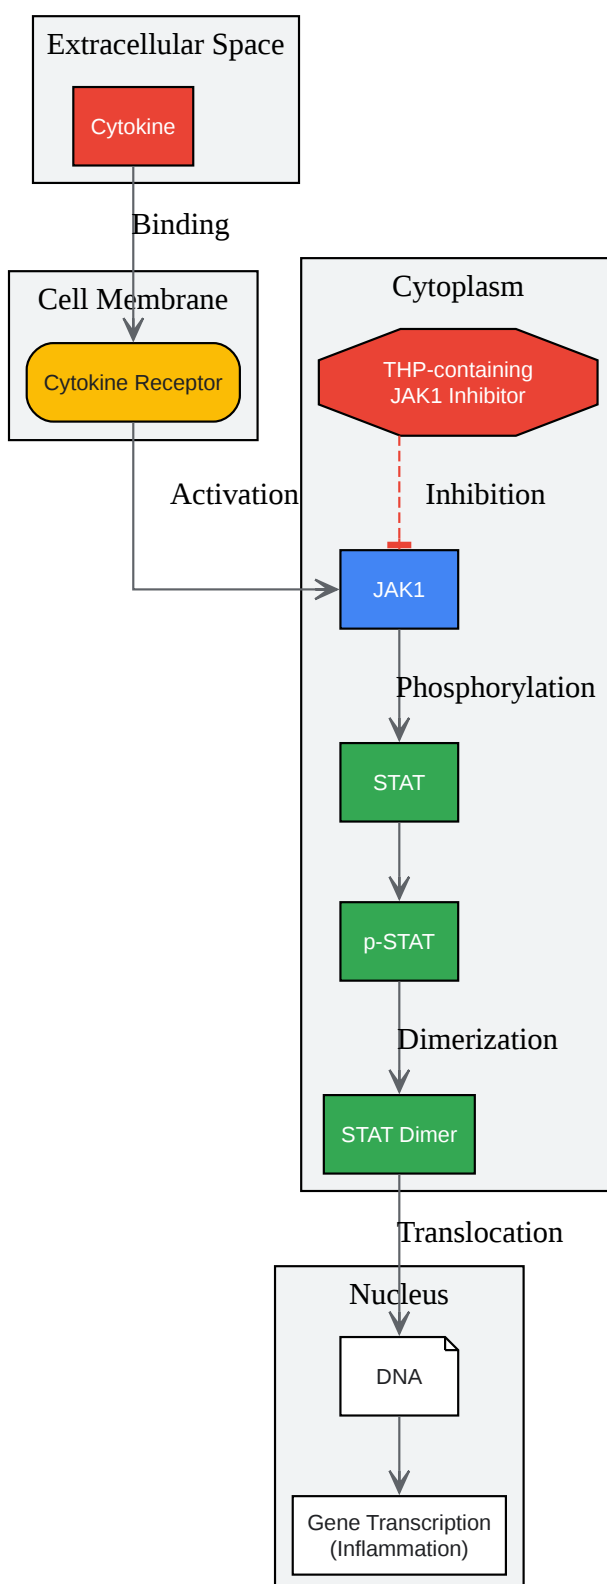 Extracellular Space
Cytokine
Binding
Cell Membrane
Cytokine Receptor
Activation
Cytoplasm
THP-containing
JAK1 Inhibitor
Inhibition
JAK1
Phosphorylation
STAT
p-STAT
Dimerization
STAT Dimer
Translocation
Nucleus
DNA
Gene Transcription
(Inflammation)